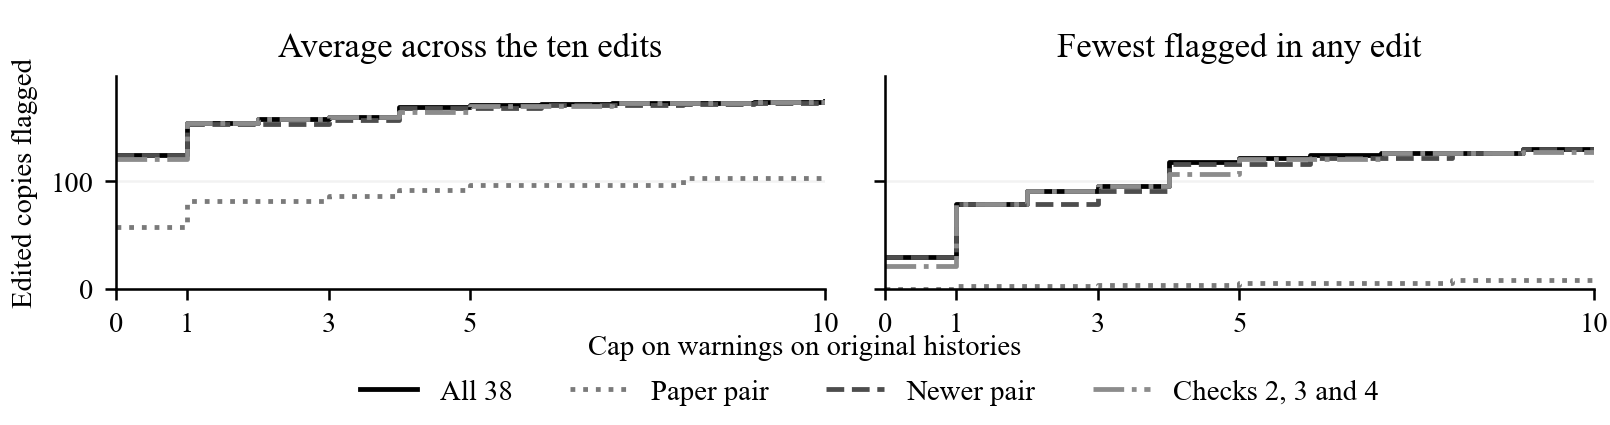 Average across the ten edits
Fewest flagged in any edit
Edited copies flagged
100
0
0 1 3 5 10
0 1 3 5 10
Cap on warnings on original histories
All 38
Paper pair
Newer pair
Checks 2, 3 and 4